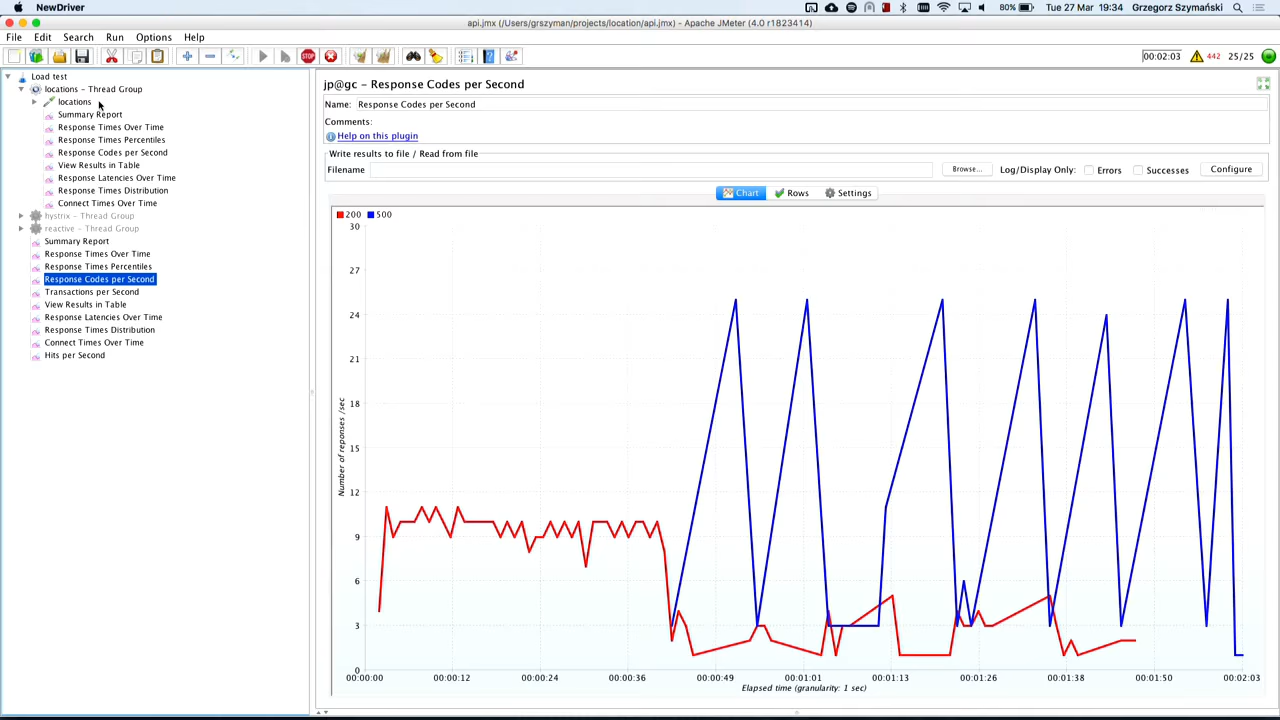 NewDriver
80%
Tue 27 Mar 19:34
Grzegorz Szymański
api.jmx (/Users/grszyman/projects/location/api.jmx) - Apache JMeter (4.0 r1823414)
File Edit Search Run Options Help
STOP
00:02:03
442 25/25
Load test
locations - Thread Group
locations
Summary Report
Response Times Over Time
Response Times Percentiles
Response Codes per Second
View Results in Table
Response Latencies Over Time
Response Times Distribution
Connect Times Over Time
hystrix - Thread Group
reactive - Thread Group
Summary Report
Response Times Over Time
Response Times Percentiles
Response Codes per Second
Transactions per Second
View Results in Table
Response Latencies Over Time
Response Times Distribution
Connect Times Over Time
Hits per Second
jp@gc - Response Codes per Second
Name: Response Codes per Second
Comments:
Help on this plugin
Write results to file / Read from file
Filename
Browse...
Log/Display Only:
Errors
Successes
Configure
Chart
Rows
Settings
200 500
30
27
24
21
18
15
12
9
6
3
0
Number of reponses /sec
00:00:00 00:00:12 00:00:24 00:00:36 00:00:49 00:01:01 00:01:13 00:01:26 00:01:38 00:01:50 00:02:03
Elapsed time (granularity: 1 sec)